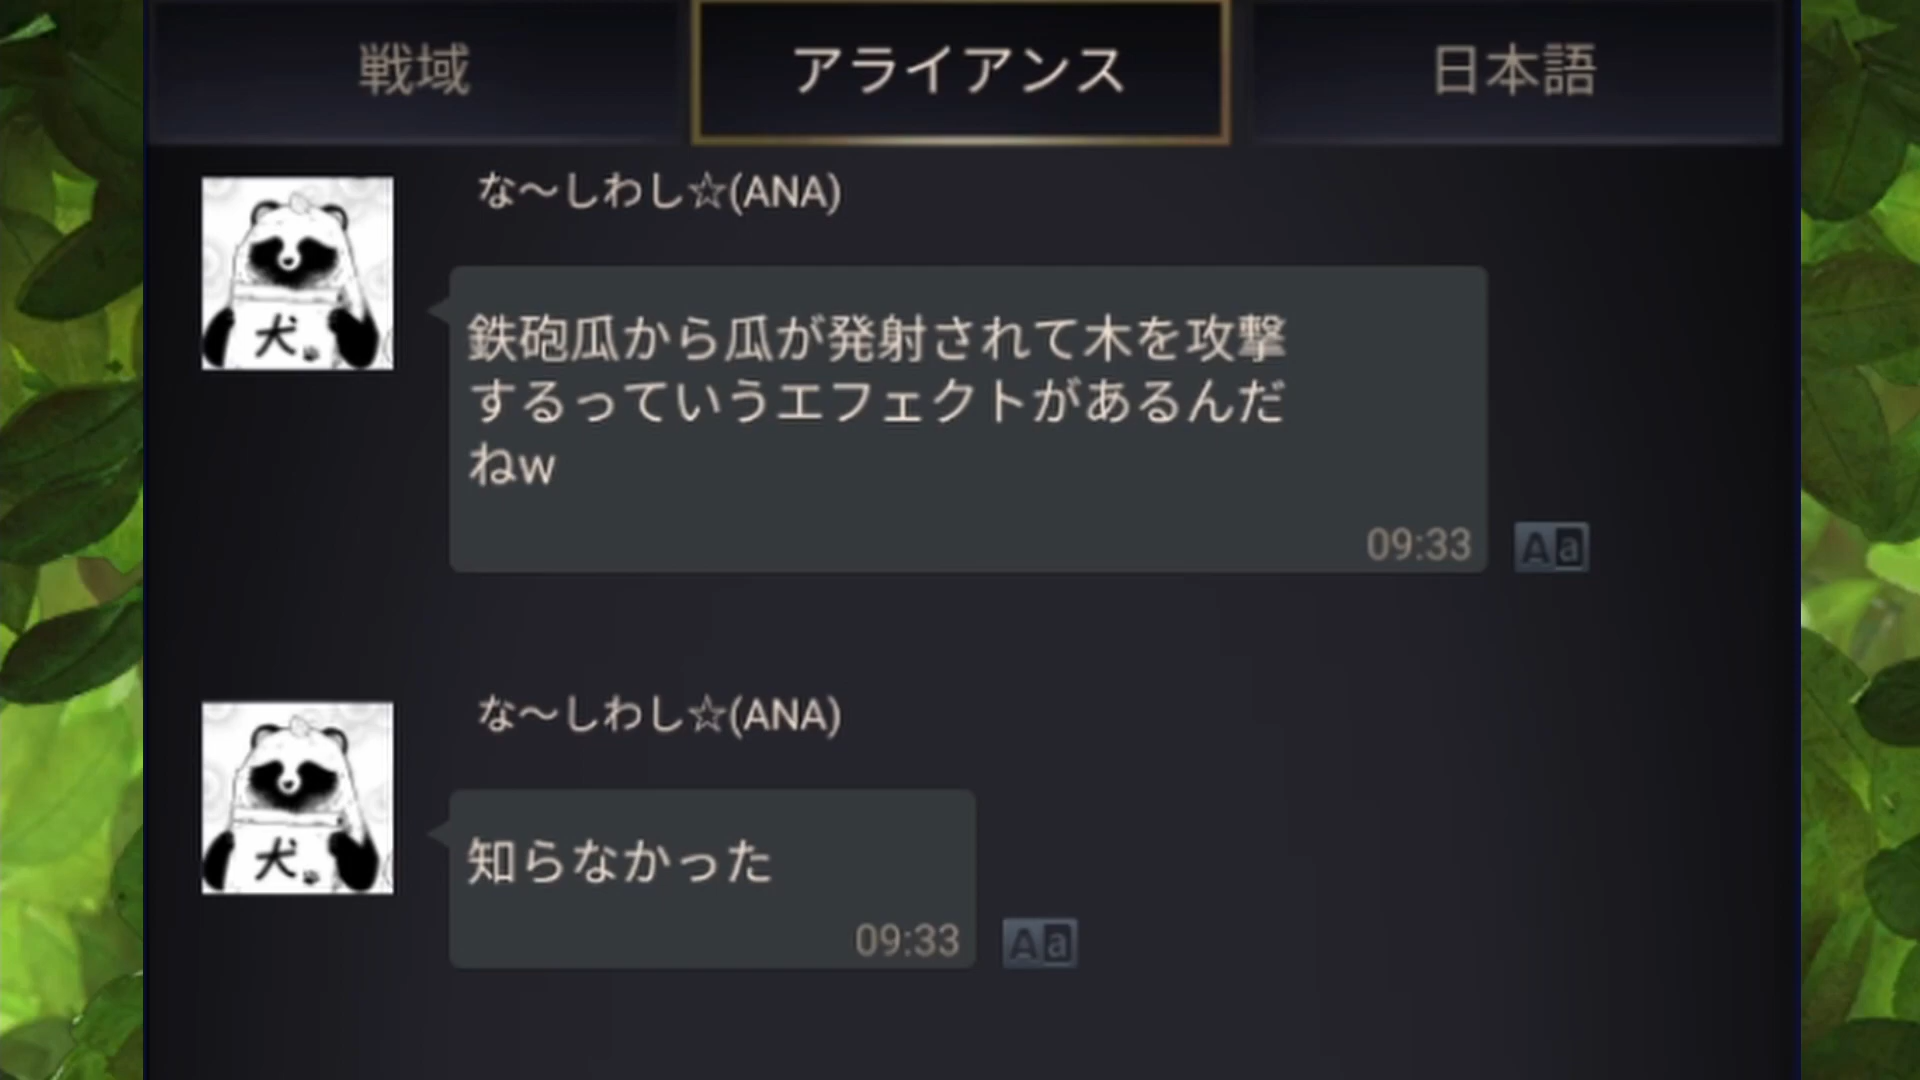 戦域
アライアンス
日本語
な～しわし☆(ANA)
鉄砲瓜から瓜が発射されて木を攻撃
するっていうエフェクトがあるんだ
ねw
09:33
Aa
犬。
な～しわし☆(ANA)
知らなかった
09:33
Aa
犬。